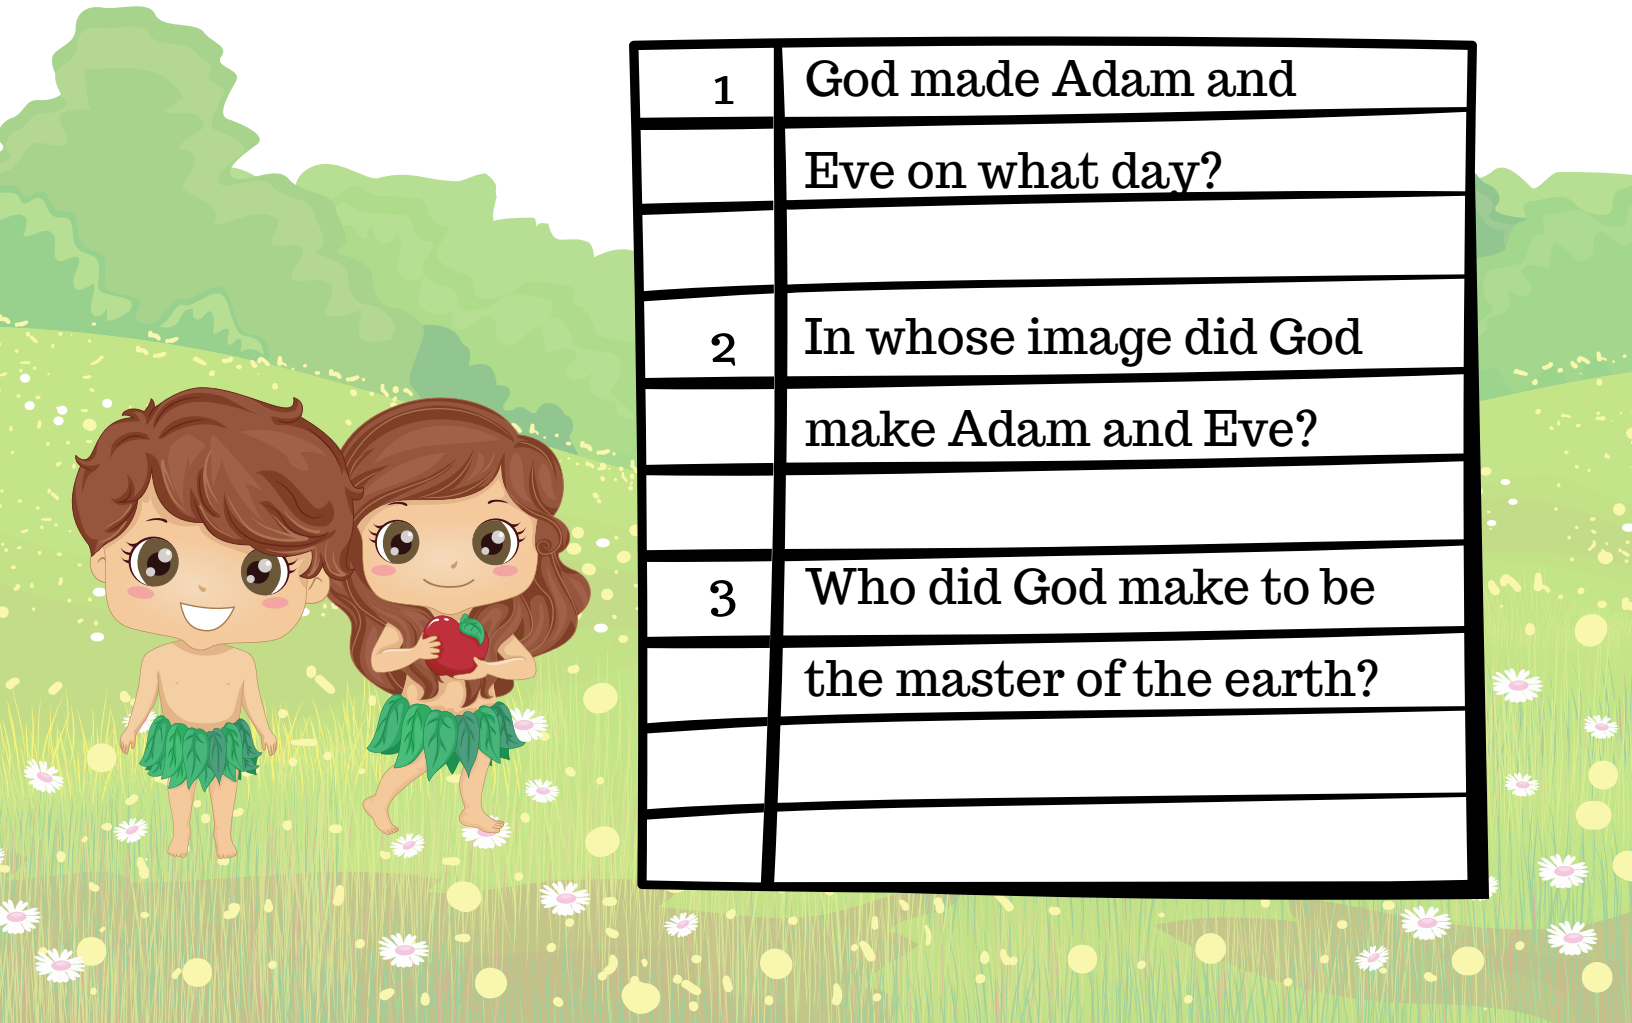 1 God made Adam and
Eve on what day?
2 In whose image did God
make Adam and Eve?
3 Who did God make to be
the master of the earth?